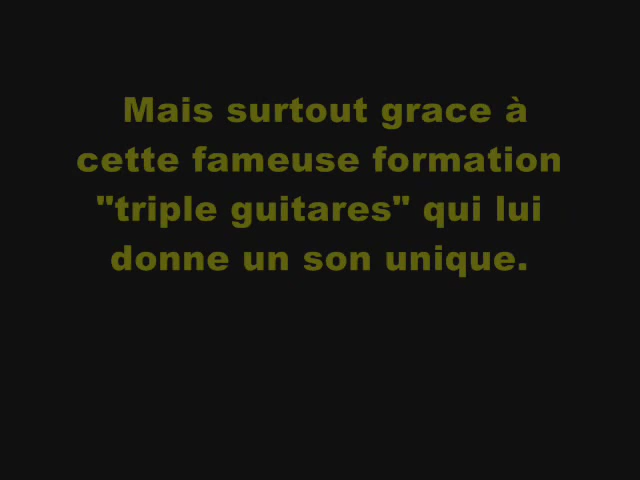 Mais surtout grace à
cette fameuse formation
"triple guitares" qui lui
donne un son unique.